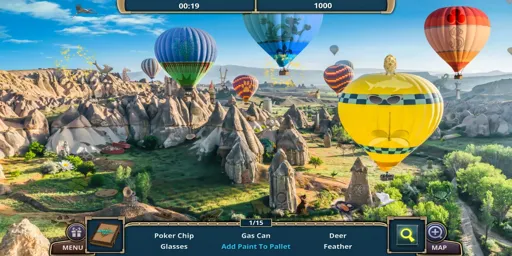 00:19 1000
1/15
Poker Chip Gas Can Deer
Glasses Add Paint To Pallet Feather
MENU MAP